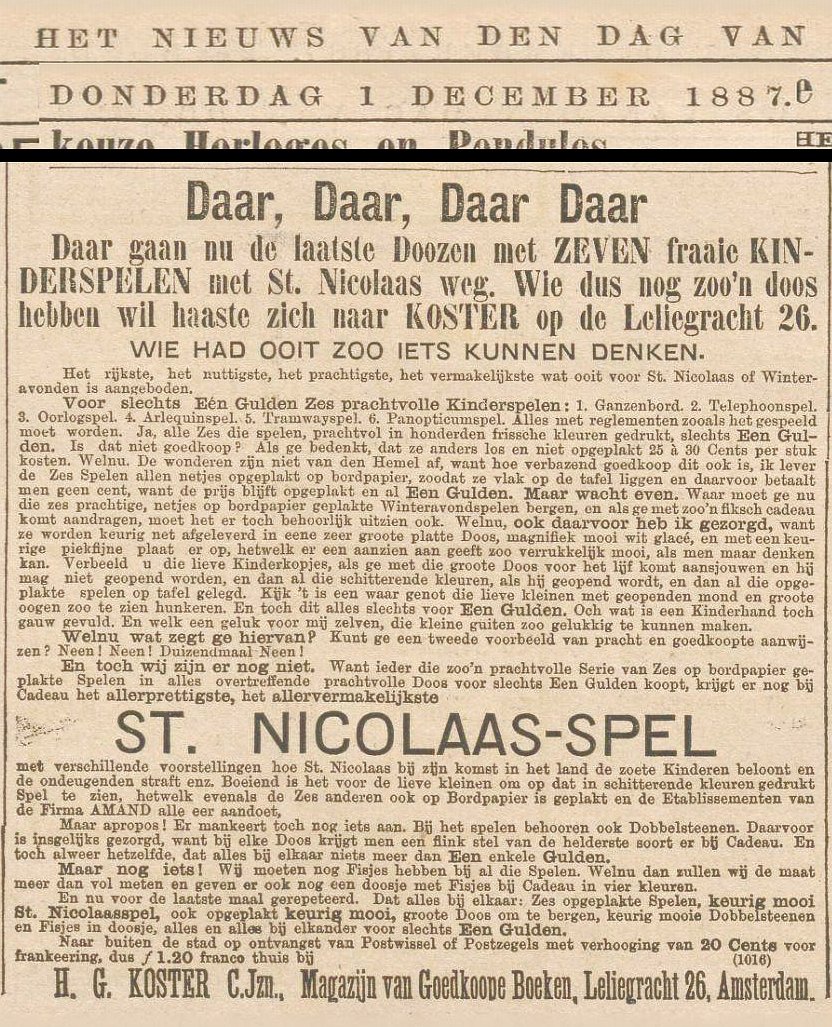 HET NIEUWS VAN DEN DAG VAN
DONDERDAG 1 DECEMBER 1887.
keuze Horloges en Pendules
HE
Daar, Daar, Daar Daar
Daar gaan nu de laatste Doozen met ZEVEN fraaie KIN-
DERSPELEN met St. Nicolaas weg. Wie dus nog zoo'n doos
hebben wil haaste zich naar KOSTER op de Leliegracht 26.
WIE HAD OOIT ZOO IETS KUNNEN DENKEN.
Het rijkste, het nuttigste, het prachtigste, het vermakelijkste wat ooit voor St. Nicolaas of Winter-
avonden is aangeboden.
Voor slechts Eén Gulden Zes prachtvolle Kinderspelen: 1. Ganzenbord. 2. Telephoonspel.
3. Oorlogspel. 4. Arlequinspel. 5. Tramwayspel. 6. Panopticumspel. Alles met reglementen zooals het gespeeld
moet worden. Ja, alle Zes die spelen, prachtvol in honderden frissche kleuren gedrukt, slechts Een Gul-
den. Is dat niet goedkoop? Als ge bedenkt, dat ze anders los en niet opgeplakt 25 à 30 Cents per stuk
kosten. Welnu. De wonderen zijn niet van den Hemel af, want hoe verbazend goedkoop dit ook is, ik lever
de Zes Spelen allen netjes opgeplakt op bordpapier, zoodat ze vlak op de tafel liggen en daarvoor betaalt
men geen cent, want de prijs blijft opgeplakt en al Een Gulden. Maar wacht even. Waar moet ge nu
die zes prachtige, netjes op bordpapier geplakte Winteravondspelen bergen, en als ge met zoo'n fiksch cadeau
komt aandragen, moet het er toch behoorlijk uitzien ook. Welnu, ook daarvoor heb ik gezorgd, want
ze worden keurig net afgeleverd in eene zeer groote platte Doos, magnifiek mooi wit glacé, en met een keu-
rige piekfijne plaat er op, hetwelk er een aanzien aan geeft zoo verrukkelijk mooi, als men maar denken
kan. Verbeeld u die lieve Kinderkopjes, als ge met die groote Doos voor het lijf komt aansjouwen en hij
mag niet geopend worden, en dan al die schitterende kleuren, als hij geopend wordt, en dan al die opge-
plakte spelen op tafel gelegd. Kijk 't is een waar genot die lieve kleinen met geopenden mond en groote
oogen zoo te zien hunkeren. En toch dit alles slechts voor Een Gulden. Och wat is een Kinderhand toch
gauw gevuld. En welk een geluk voor mij zelven, die kleine guiten zoo gelukkig te kunnen maken.
Welnu wat zegt ge hiervan? Kunt ge een tweede voorbeeld van pracht en goedkoopte aanwij-
zen? Neen! Neen! Duizendmaal Neen!
En toch wij zijn er nog niet. Want ieder die zoo'n prachtvolle Serie van Zes op bordpapier ge-
plakte Spelen in alles overtreffende prachtvolle Doos voor slechts Een Gulden koopt, krijgt er nog bij
Cadeau het allerprettigste, het allervermakelijkste
ST. NICOLAAS-SPEL
met verschillende voorstellingen hoe St. Nicolaas bij zijn komst in het land de zoete Kinderen beloont en
de ondeugenden straft enz. Boeiend is het voor de lieve kleinen om op dat in schitterende kleuren gedrukt
Spel te zien, hetwelk evenals de Zes anderen ook op Bordpapier is geplakt en de Etablissementen van
de Firma AMAND alle eer aandoet,
Maar apropos! Er mankeert toch nog iets aan. Bij het spelen behooren ook Dobbelsteenen. Daarvoor
is insgelijks gezorgd, want bij elke Doos krijgt men een flink stel van de helderste soort er bij Cadeau. En
toch alweer hetzelfde, dat alles bij elkaar niets meer dan Een enkele Gulden.
Maar nog iets! Wij moeten nog Fisjes hebben bij al die Spelen. Welnu dan zullen wij de maat
meer dan vol meten en geven er ook nog een doosje met Fisjes bij Cadeau in vier kleuren.
En nu voor de laatste maal gerepeteerd. Dat alles bij elkaar: Zes opgeplakte Spelen, keurig mooi
St. Nicolaasspel, ook opgeplakt keurig mooi, groote Doos om te bergen, keurig mooie Dobbelsteenen
en Fisjes in doosje, alles en alles bij elkander voor slechts Een Gulden.
Naar buiten de stad op ontvangst van Postwissel of Postzegels met verhooging van 20 Cents voor
frankeering, dus ƒ 1.20 franco thuis bij (1016)
H. G. KOSTER C.Jzn., Magazijn van Goedkoope Boeken, Leliegracht 26, Amsterdam.